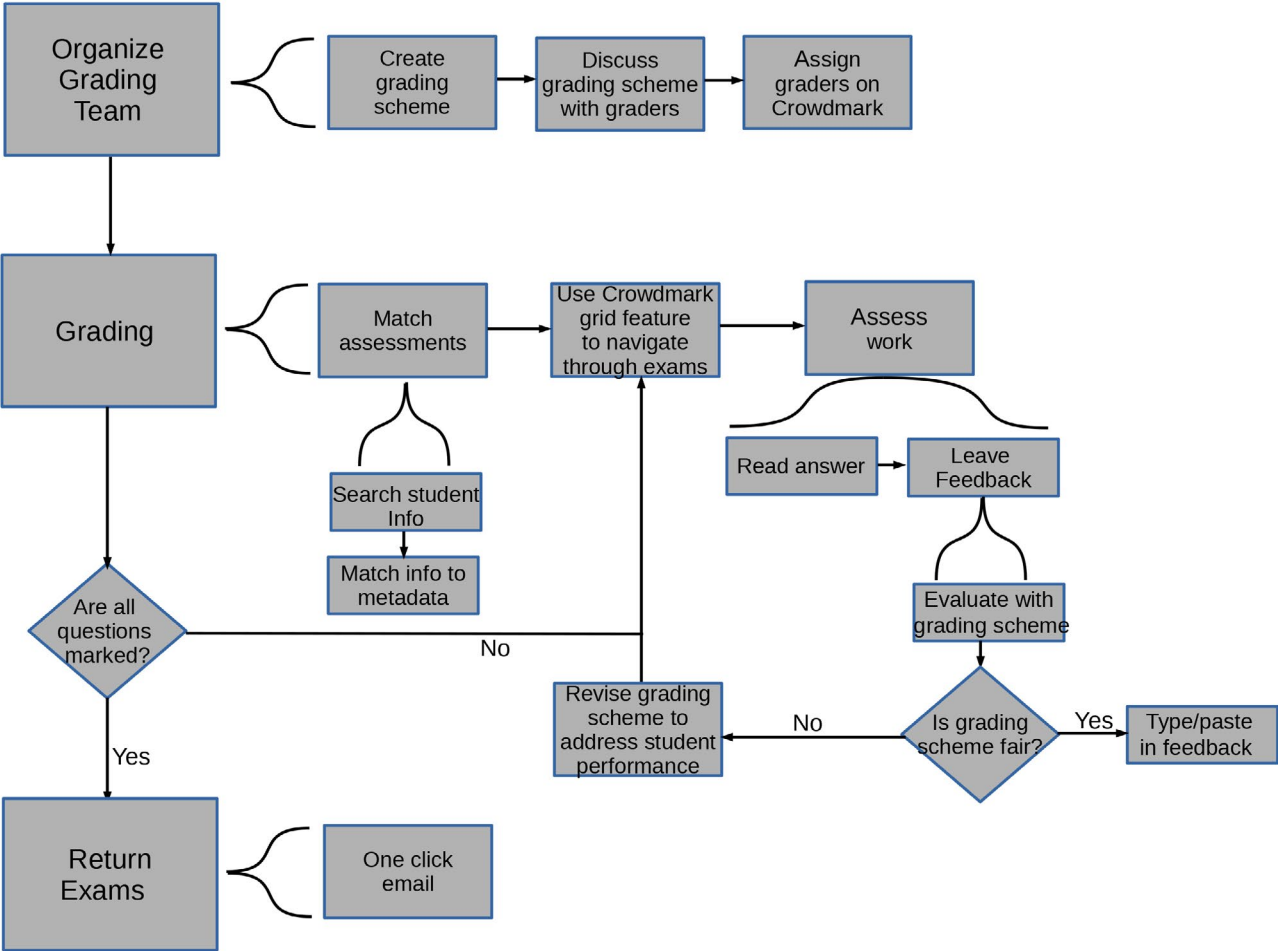 Organize
Grading
Team
Create
grading
scheme
Discuss
grading scheme
with graders
Assign
graders on
Crowdmark
Grading
Match
assessments
Use Crowdmark
grid feature
to navigate
through exams
Assess
work
Search student
Info
Match info to
metadata
Read answer
Leave
Feedback
Evaluate with
grading scheme
Are all
questions
marked?
No
Yes
Revise grading
scheme to
address student
performance
No
Is grading
scheme fair?
Yes
Type/paste
in feedback
Return
Exams
One click
email